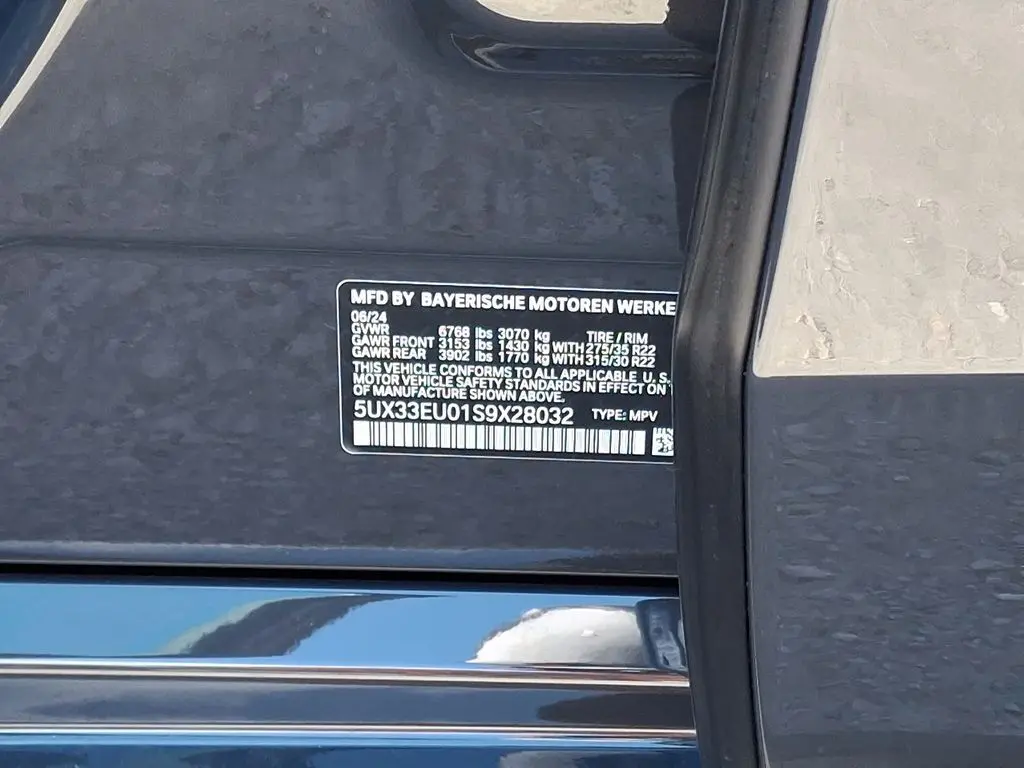 MFD BY BAYERISCHE MOTOREN WERKE
06/24
GVWR 6768 lbs 3070 kg TIRE / RIM
GAWR FRONT 3153 lbs 1430 kg WITH 275/35 R22
GAWR REAR 3902 lbs 1770 kg WITH 315/30 R22
THIS VEHICLE CONFORMS TO ALL APPLICABLE U.S.
MOTOR VEHICLE SAFETY STANDARDS IN EFFECT ON
OF MANUFACTURE SHOWN ABOVE.
5UX33EU01S9X28032 TYPE: MPV